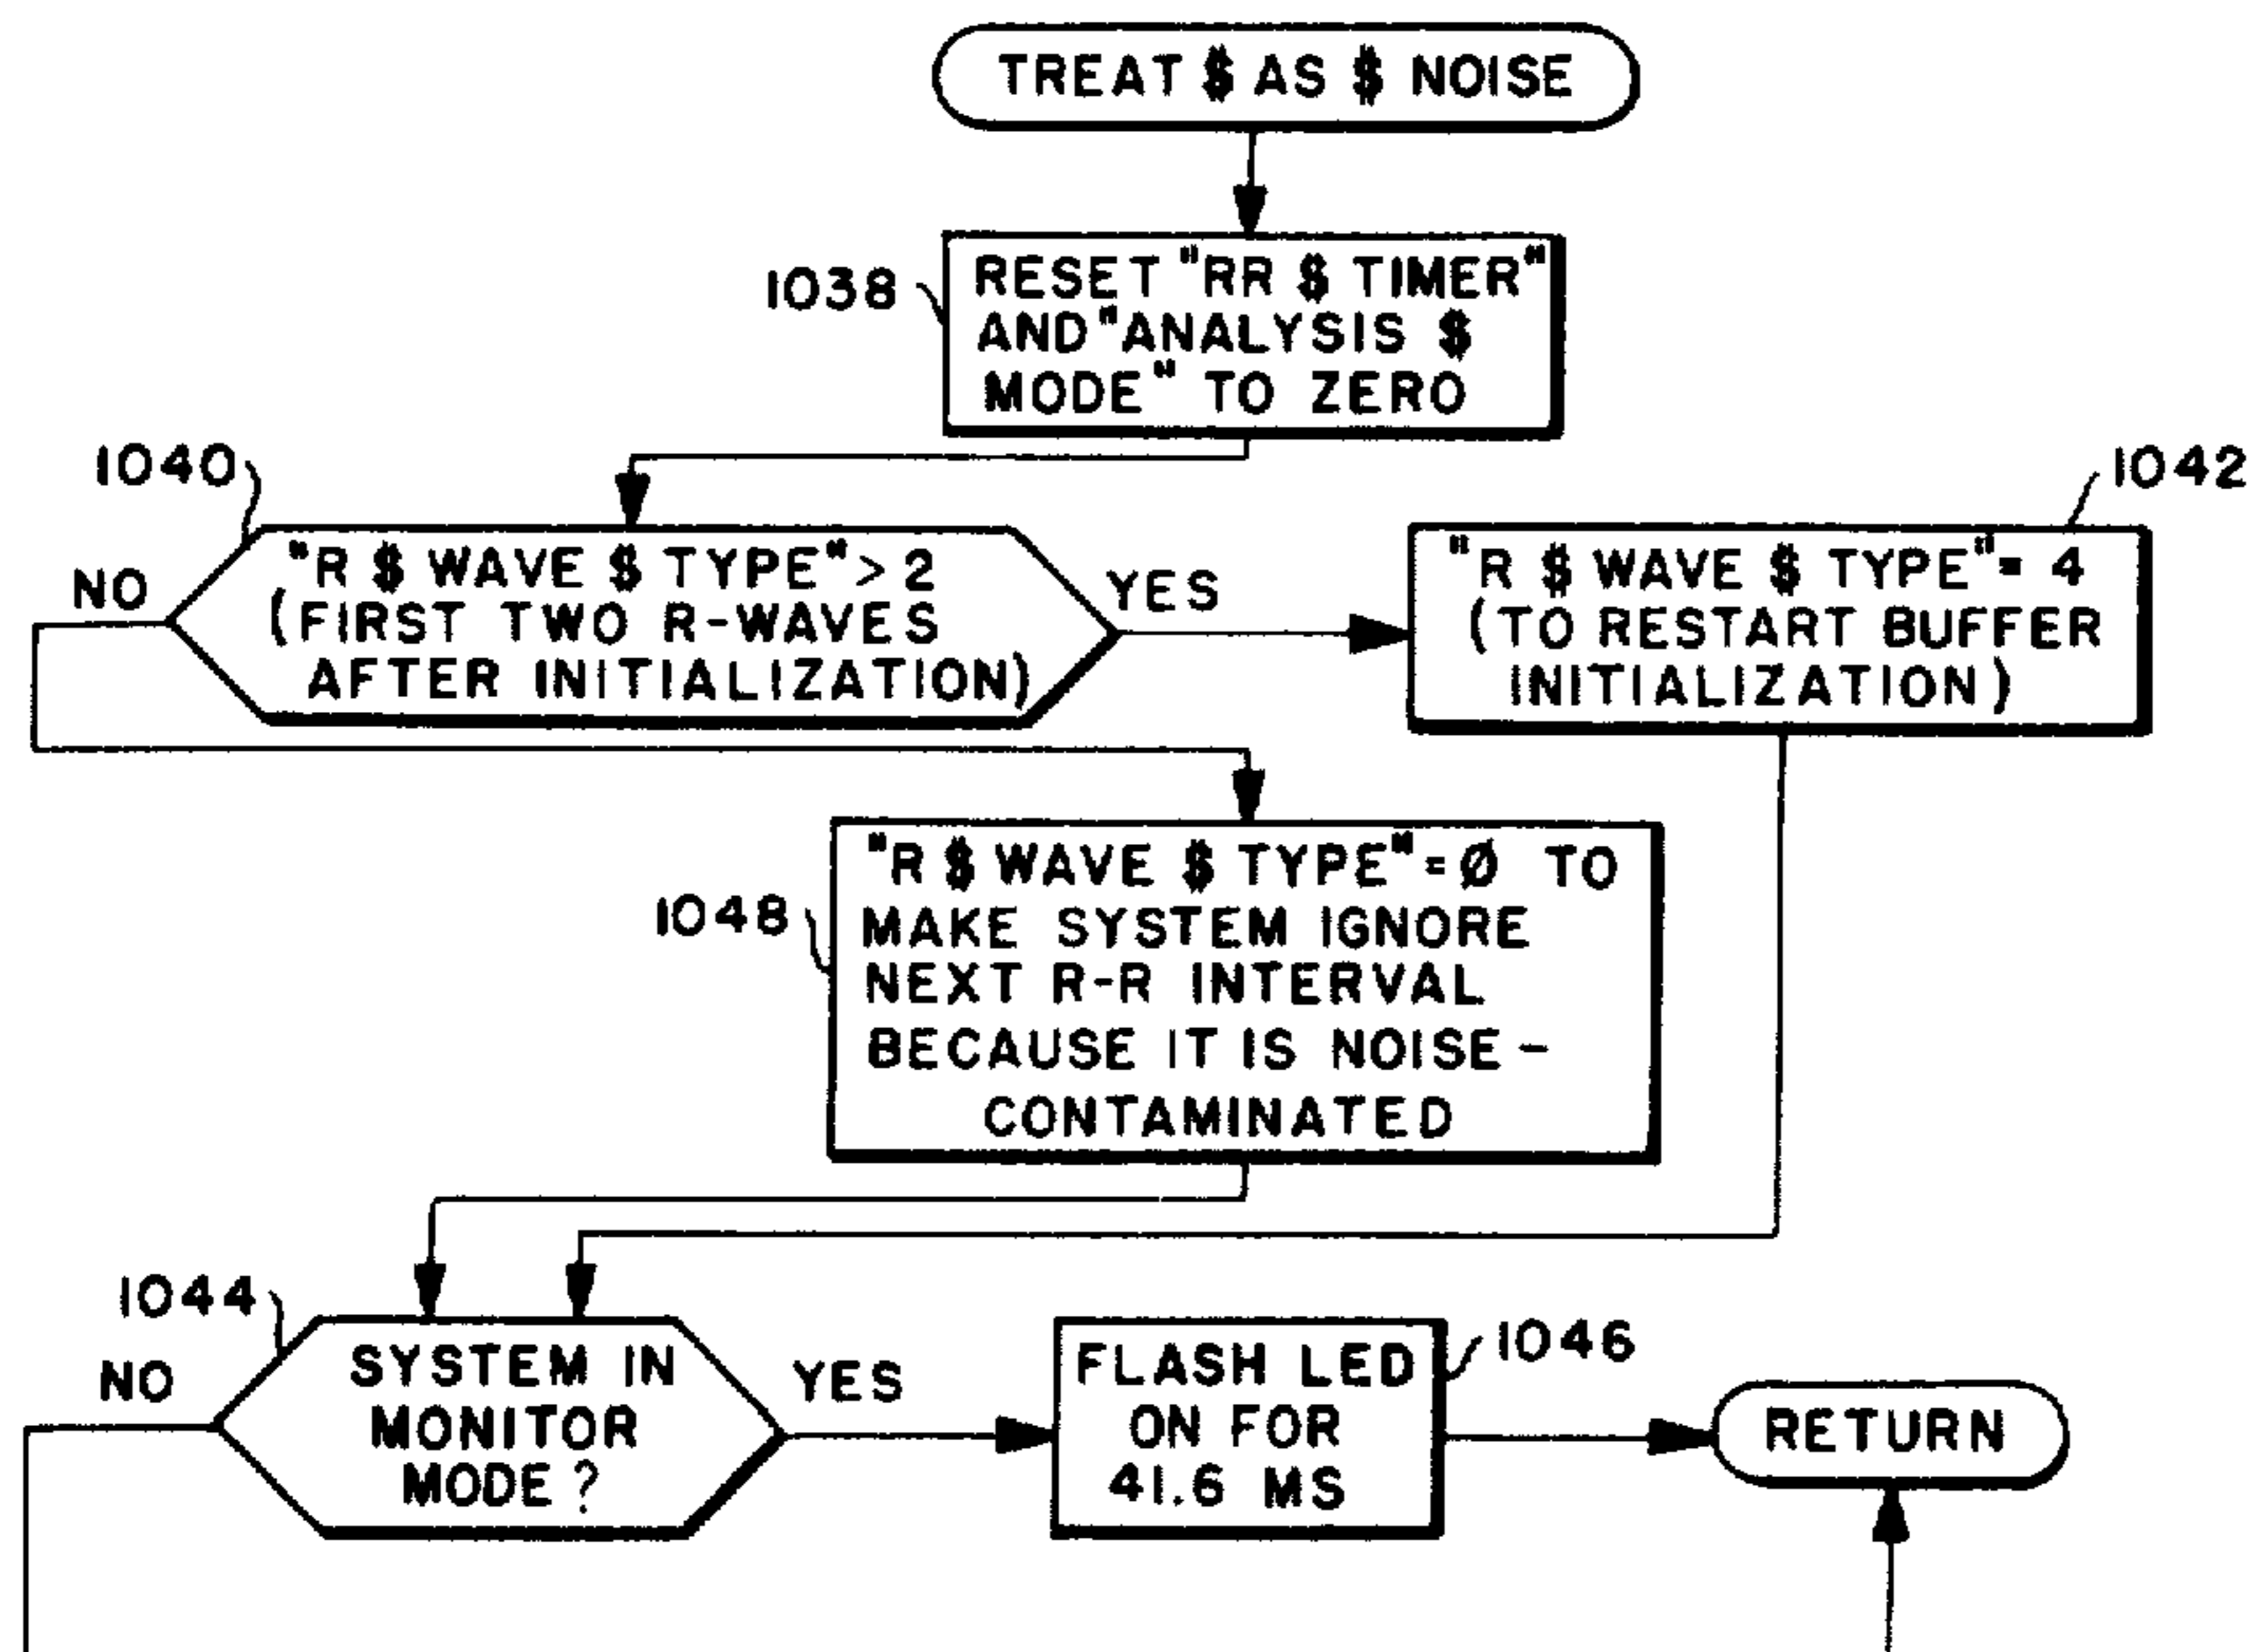 TREAT $ AS $ NOISE
1038
RESET "RR $ TIMER"
AND "ANALYSIS $
MODE" TO ZERO
1040
NO
"R $ WAVE $ TYPE" > 2
(FIRST TWO R-WAVES
AFTER INITIALIZATION)
YES
1042
"R $ WAVE $ TYPE" = 4
(TO RESTART BUFFER
INITIALIZATION)
1048
"R $ WAVE $ TYPE" = Ø TO
MAKE SYSTEM IGNORE
NEXT R-R INTERVAL
BECAUSE IT IS NOISE-
CONTAMINATED
1044
NO
SYSTEM IN
MONITOR
MODE ?
YES
FLASH LED
ON FOR
41.6 MS
1046
RETURN